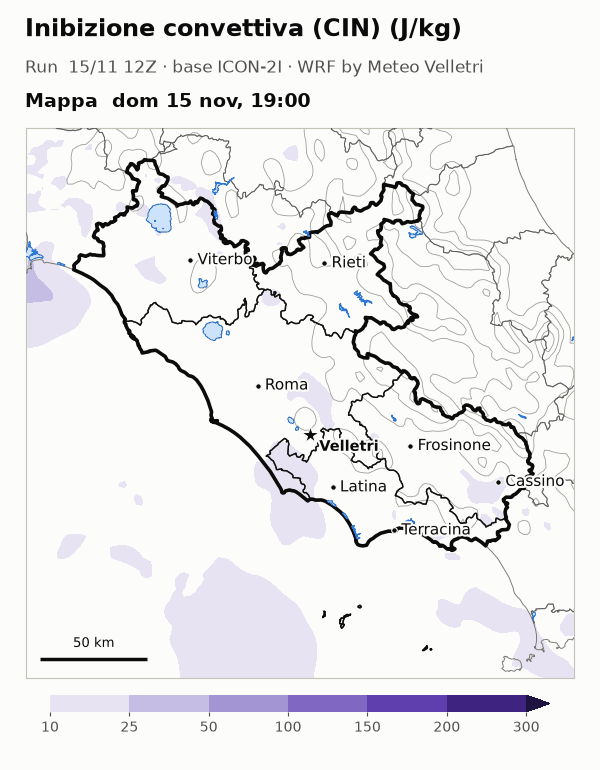 Inibizione convettiva (CIN) (J/kg)
Run  15/11 12Z · base ICON-2I · WRF by Meteo Velletri
Mappa  dom 15 nov, 19:00
Viterbo
Rieti
Roma
Velletri
Frosinone
Cassino
Latina
Terracina
50 km
10 25 50 100 150 200 300